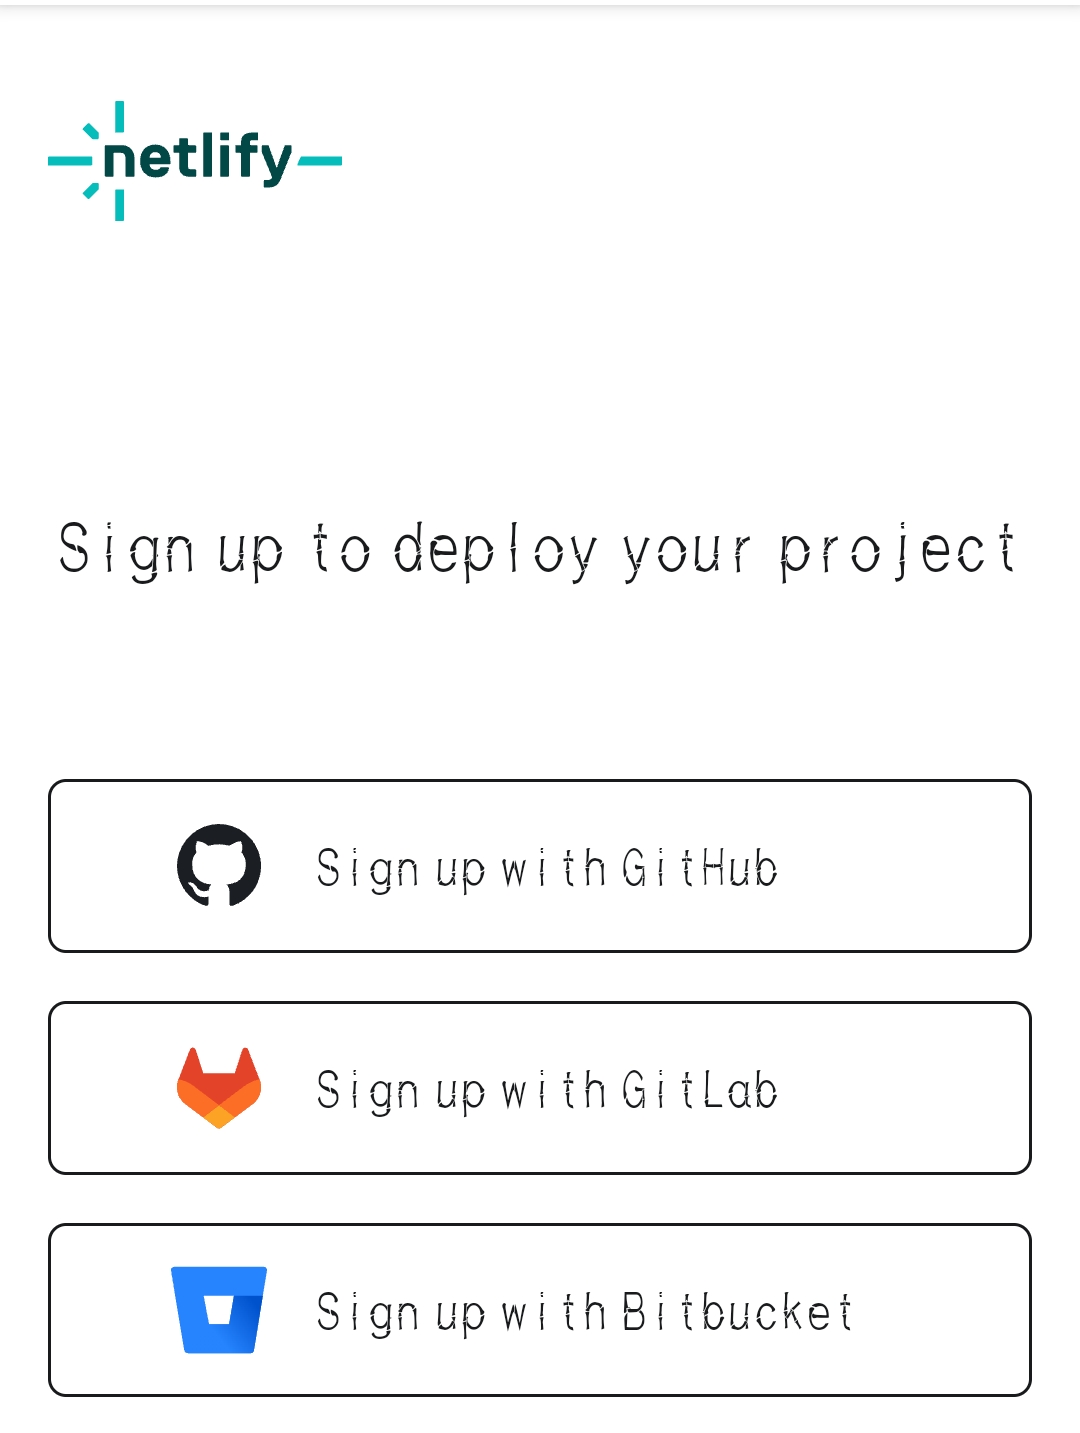 netlify
Sign up to deploy your project
Sign up with GitHub
Sign up with GitLab
Sign up with Bitbucket